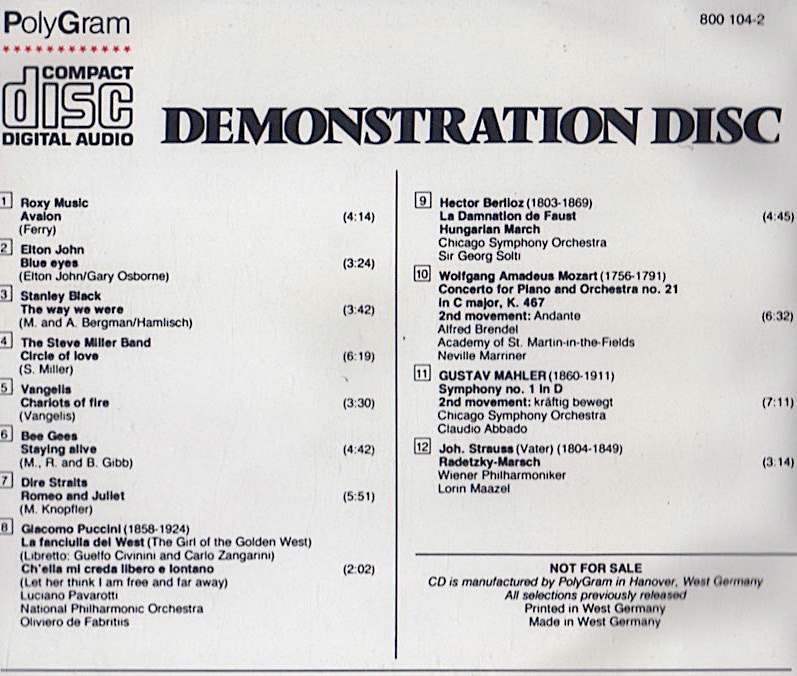 PolyGram
800 104-2
COMPACT
disc
DIGITAL AUDIO
DEMONSTRATION DISC
1 Roxy Music
Avalon (4:14)
(Ferry)
2 Elton John
Blue eyes (3:24)
(Elton John/Gary Osborne)
3 Stanley Black
The way we were (3:42)
(M. and A. Bergman/Hamlisch)
4 The Steve Miller Band
Circle of love (6:19)
(S. Miller)
5 Vangelis
Chariots of fire (3:30)
(Vangelis)
6 Bee Gees
Staying alive (4:42)
(M., R. and B. Gibb)
7 Dire Straits
Romeo and Juliet (5:51)
(M. Knopfler)
8 Giacomo Puccini (1858-1924)
La fanciulla del West (The Girl of the Golden West)
(Libretto: Guelfo Civinini and Carlo Zangarini)
Ch'ella mi creda libero e lontano (2:02)
(Let her think I am free and far away)
Luciano Pavarotti
National Philharmonic Orchestra
Oliviero de Fabritiis
9 Hector Berlioz (1803-1869)
La Damnation de Faust (4:45)
Hungarian March
Chicago Symphony Orchestra
Sir Georg Solti
10 Wolfgang Amadeus Mozart (1756-1791)
Concerto for Piano and Orchestra no. 21
in C major, K. 467
2nd movement: Andante (6:32)
Alfred Brendel
Academy of St. Martin-in-the-Fields
Neville Marriner
11 GUSTAV MAHLER (1860-1911)
Symphony no. 1 in D
2nd movement: kräftig bewegt (7:11)
Chicago Symphony Orchestra
Claudio Abbado
12 Joh. Strauss (Vater) (1804-1849)
Radetzky-Marsch (3:14)
Wiener Philharmoniker
Lorin Maazel
NOT FOR SALE
CD is manufactured by PolyGram in Hanover, West Germany
All selections previously released
Printed in West Germany
Made in West Germany